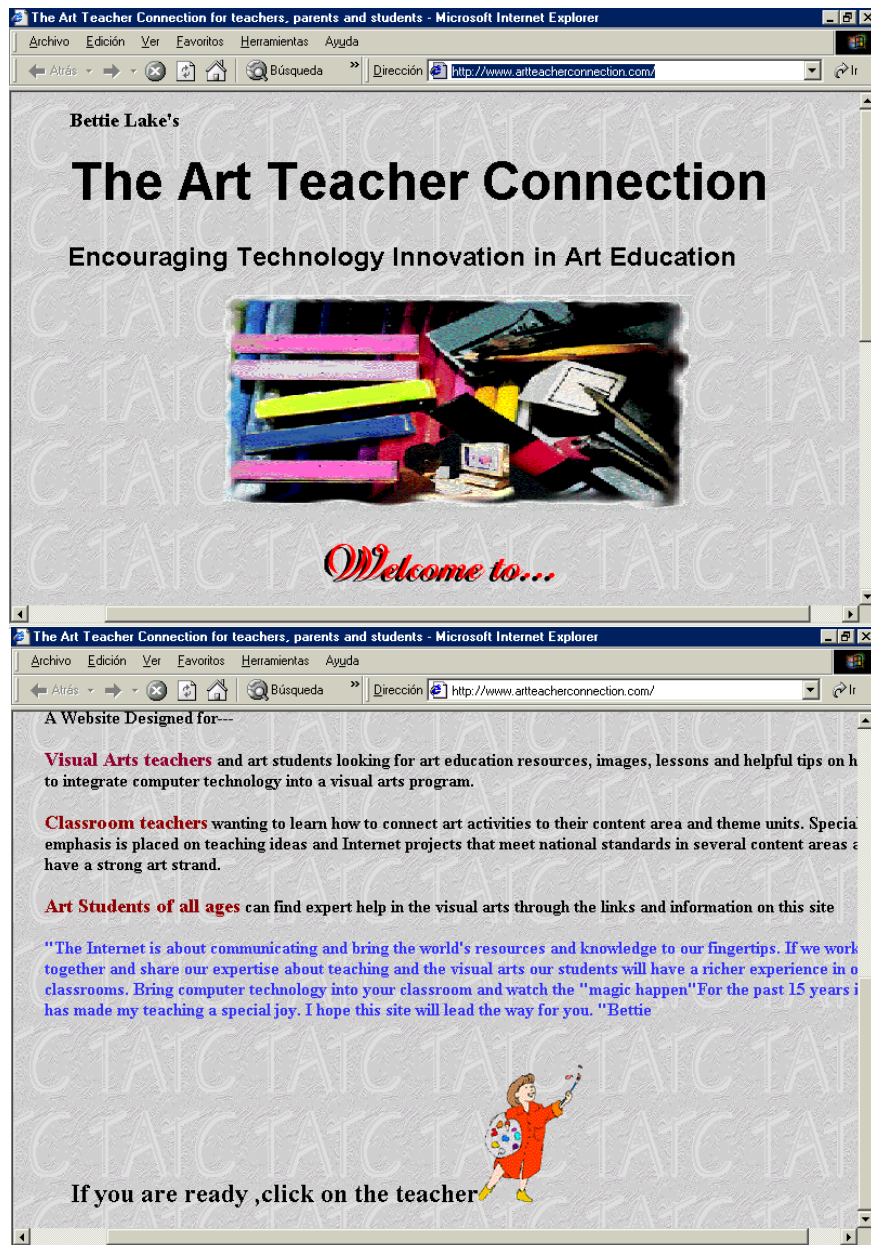 The Art Teacher Connection for teachers, parents and students - Microsoft Internet Explorer
Archivo Edición Ver Favoritos Herramientas Ayuda
Atrás Búsqueda » Dirección http://www.artteacherconnection.com/ Ir
Bettie Lake's
The Art Teacher Connection
Encouraging Technology Innovation in Art Education
Welcome to...
The Art Teacher Connection for teachers, parents and students - Microsoft Internet Explorer
Archivo Edición Ver Favoritos Herramientas Ayuda
Atrás Búsqueda » Dirección http://www.artteacherconnection.com/ Ir
A Website Designed for---
Visual Arts teachers and art students looking for art education resources, images, lessons and helpful tips on h
to integrate computer technology into a visual arts program.
Classroom teachers wanting to learn how to connect art activities to their content area and theme units. Special
emphasis is placed on teaching ideas and Internet projects that meet national standards in several content areas a
have a strong art strand.
Art Students of all ages can find expert help in the visual arts through the links and information on this site
"The Internet is about communicating and bring the world's resources and knowledge to our fingertips. If we work
together and share our expertise about teaching and the visual arts our students will have a richer experience in o
classrooms. Bring computer technology into your classroom and watch the "magic happen"For the past 15 years i
has made my teaching a special joy. I hope this site will lead the way for you. "Bettie
If you are ready ,click on the teacher